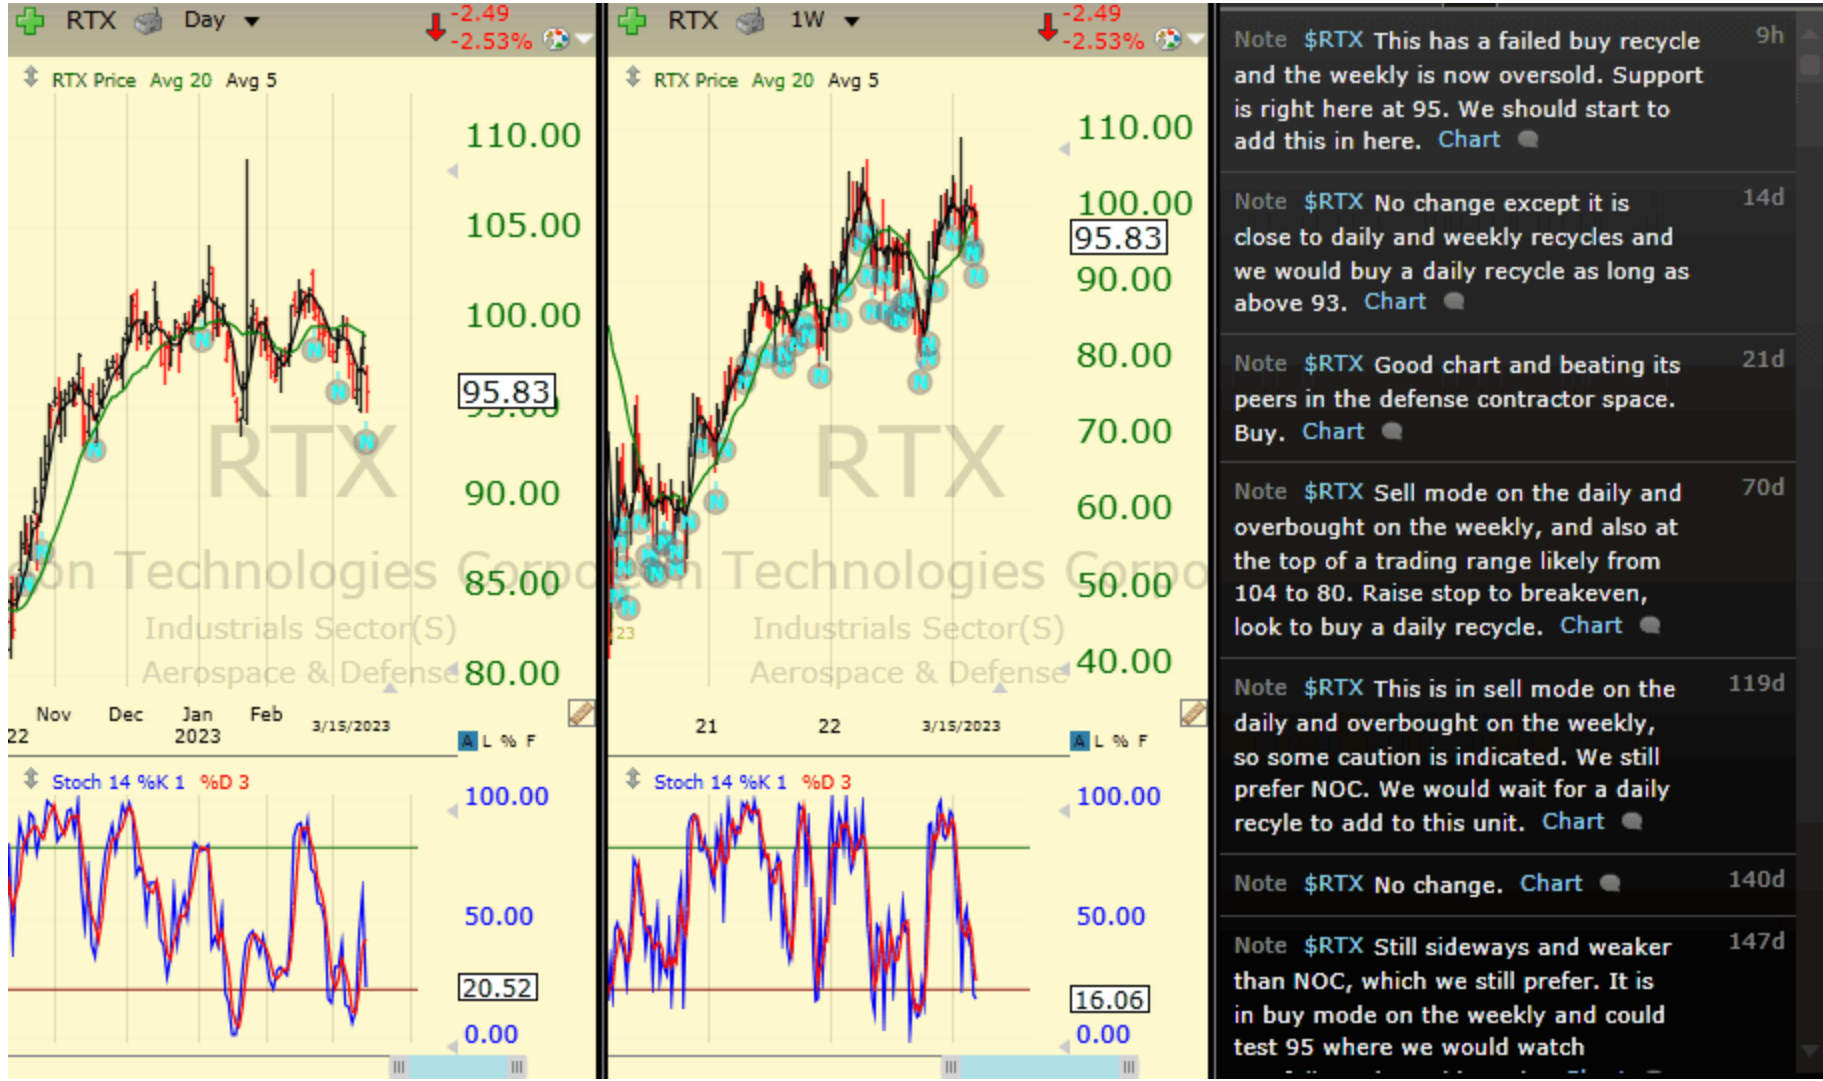 RTX Day -2.49
-2.53%
RTX Price Avg 20 Avg 5
110.00
105.00
100.00
95.83
95.00
90.00
85.00
80.00
RTX
on Technologies Corpo
Industrials Sector(S)
Aerospace & Defense
Nov Dec Jan Feb
22 2023 3/15/2023
A L % F
Stoch 14 %K 1 %D 3
100.00
50.00
20.52
0.00
RTX 1W -2.49
-2.53%
RTX Price Avg 20 Avg 5
110.00
100.00
95.83
90.00
80.00
70.00
60.00
50.00
40.00
RTX
n Technologies Corpo
23
Industrials Sector(S)
Aerospace & Defense
21 22 3/15/2023
A L % F
Stoch 14 %K 1 %D 3
100.00
50.00
16.06
0.00
Note $RTX This has a failed buy recycle 9h
and the weekly is now oversold. Support
is right here at 95. We should start to
add this in here. Chart
Note $RTX No change except it is 14d
close to daily and weekly recycles and
we would buy a daily recycle as long as
above 93. Chart
Note $RTX Good chart and beating its 21d
peers in the defense contractor space.
Buy. Chart
Note $RTX Sell mode on the daily and 70d
overbought on the weekly, and also at
the top of a trading range likely from
104 to 80. Raise stop to breakeven,
look to buy a daily recycle. Chart
Note $RTX This is in sell mode on the 119d
daily and overbought on the weekly,
so some caution is indicated. We still
prefer NOC. We would wait for a daily
recyle to add to this unit. Chart
Note $RTX No change. Chart 140d
Note $RTX Still sideways and weaker 147d
than NOC, which we still prefer. It is
in buy mode on the weekly and could
test 95 where we would watch